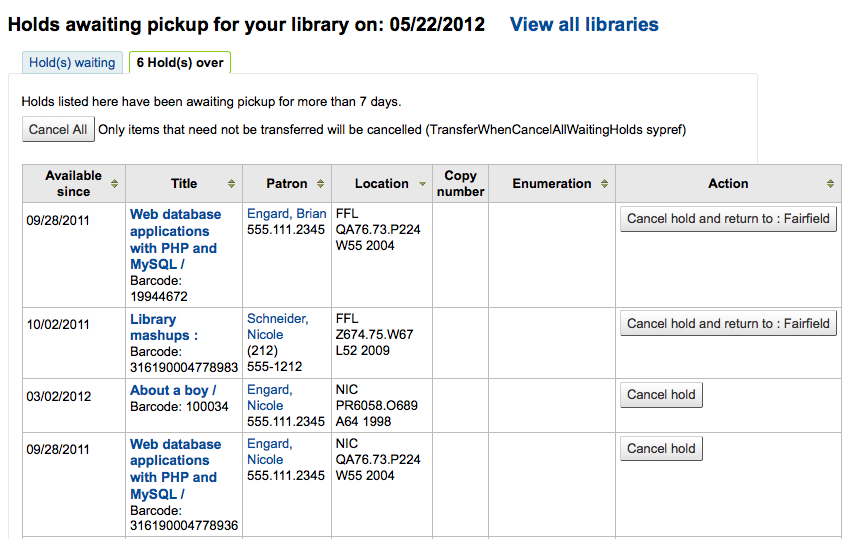 Holds awaiting pickup for your library on: 05/22/2012 View all libraries
Hold(s) waiting 6 Hold(s) over
Holds listed here have been awaiting pickup for more than 7 days.
Cancel All Only items that need not be transferred will be cancelled (TransferWhenCancelAllWaitingHolds sypref)
Available since Title Patron Location Copy number Enumeration Action
09/28/2011
Web database
applications
with PHP and
MySQL /
Barcode:
19944672
Engard, Brian
555.111.2345
FFL
QA76.73.P224
W55 2004
Cancel hold and return to : Fairfield
10/02/2011
Library
mashups :
Barcode:
316190004778983
Schneider,
Nicole
(212)
555-1212
FFL
Z674.75.W67
L52 2009
Cancel hold and return to : Fairfield
03/02/2012
About a boy /
Barcode: 100034
Engard,
Nicole
555.111.2345
NIC
PR6058.O689
A64 1998
Cancel hold
09/28/2011
Web database
applications
with PHP and
MySQL /
Barcode:
316190004778936
Engard,
Nicole
555.111.2345
NIC
QA76.73.P224
W55 2004
Cancel hold